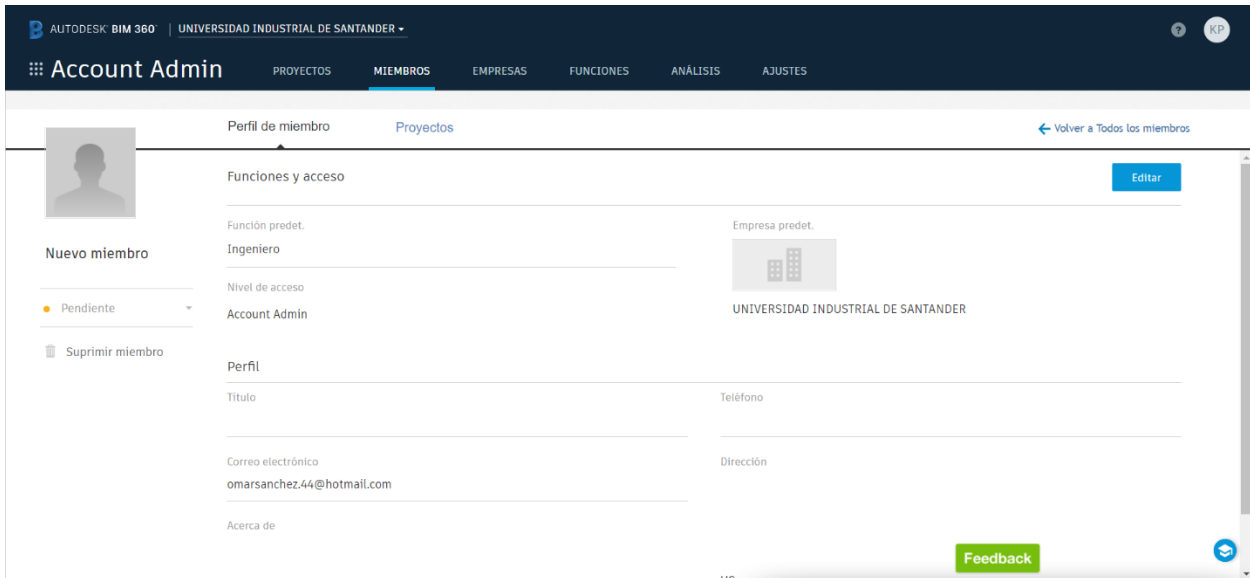 AUTODESK® BIM 360® | UNIVERSIDAD INDUSTRIAL DE SANTANDER
? KP
Account Admin PROYECTOS MIEMBROS EMPRESAS FUNCIONES ANÁLISIS AJUSTES
Perfil de miembro Proyectos Volver a Todos los miembros
Funciones y acceso Editar
Función predet. Empresa predet.
Nuevo miembro Ingeniero
Nivel de acceso
Pendiente Account Admin UNIVERSIDAD INDUSTRIAL DE SANTANDER
Suprimir miembro
Perfil
Título Teléfono
Correo electrónico Dirección
omarsanchez.44@hotmail.com
Acerca de
Feedback